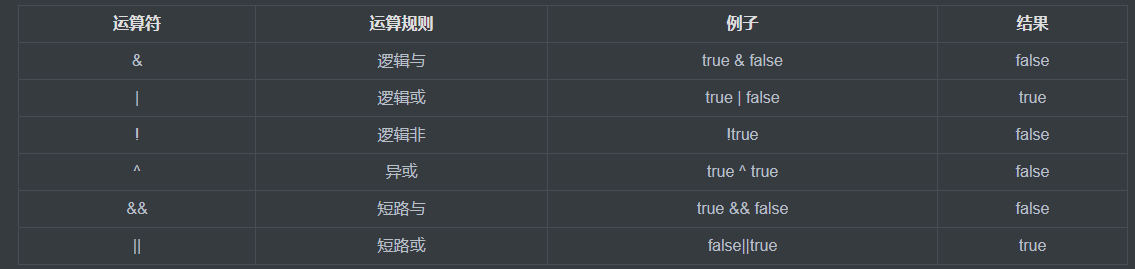 运算符 运算规则 例子 结果
& 逻辑与 true & false false
| 逻辑或 true | false true
! 逻辑非 !true false
^ 异或 true ^ true false
&& 短路与 true && false false
|| 短路或 false||true true